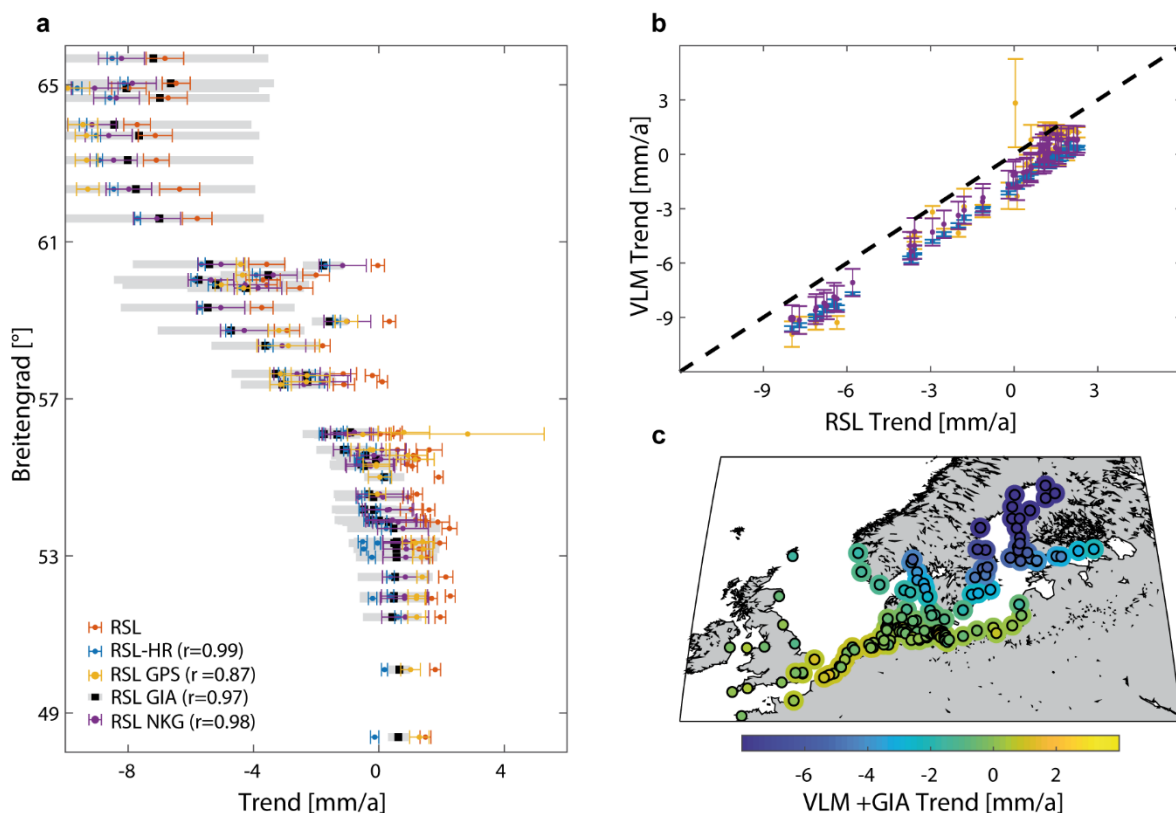 a
65
61
57
53
49
Breitengrad [°]
RSL
RSL-HR (r=0.99)
RSL GPS (r =0.87)
RSL GIA (r=0.97)
RSL NKG (r=0.98)
-8 -4 0 4
Trend [mm/a]
b
3
0
-3
-6
-9
VLM Trend [mm/a]
-9 -6 -3 0 3
RSL Trend [mm/a]
c
-6 -4 -2 0 2
VLM +GIA Trend [mm/a]